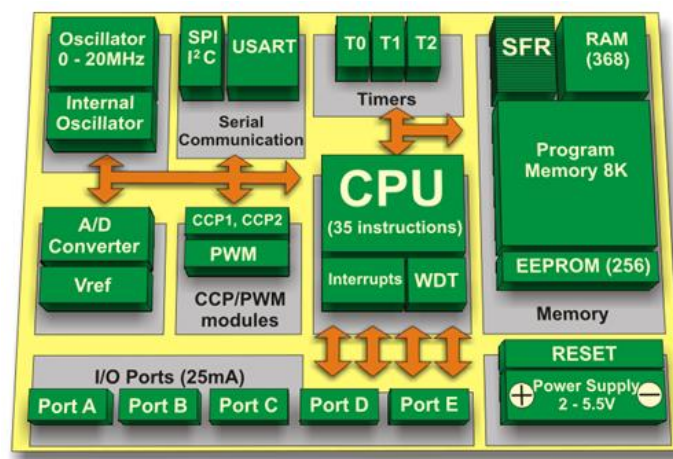 Oscillator
0 - 20MHz
Internal
Oscillator
SPI
I²C
USART
Serial
Communication
T0
T1
T2
Timers
SFR
RAM
(368)
Program
Memory 8K
EEPROM (256)
Memory
CPU
(35 instructions)
Interrupts
WDT
A/D
Converter
Vref
CCP1, CCP2
PWM
CCP/PWM
modules
I/O Ports (25mA)
Port A
Port B
Port C
Port D
Port E
RESET
+
Power Supply
2 - 5.5V
−